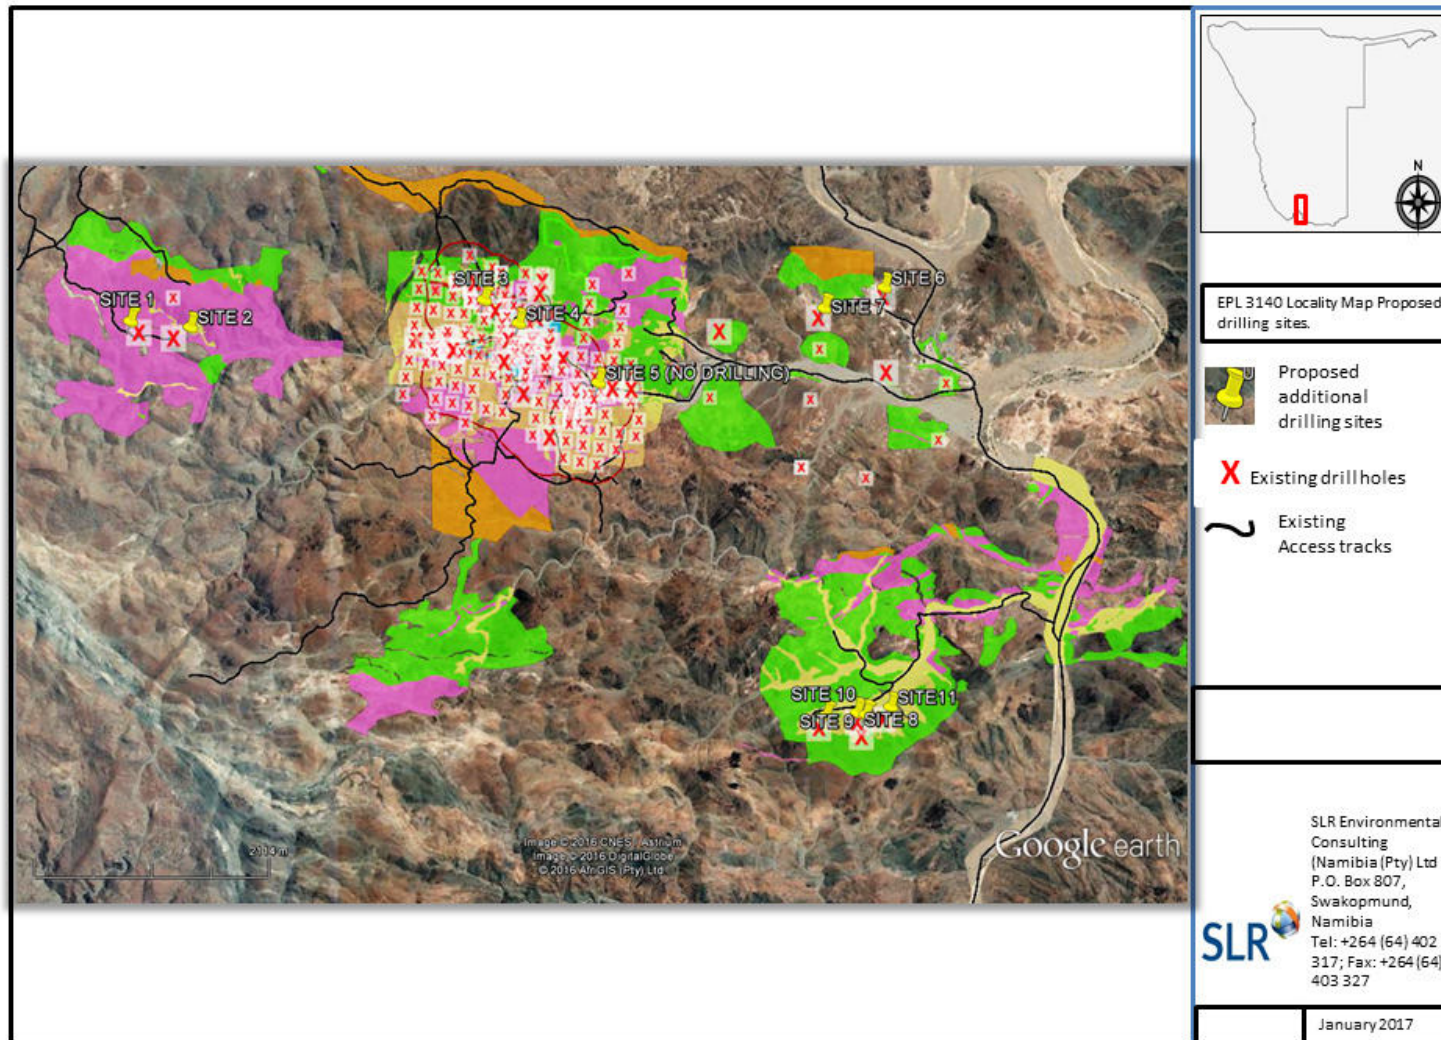 N
EPL 3140 Locality Map Proposed
drilling sites.
Proposed
additional
drilling sites
X Existing drill holes
Existing
Access tracks
SITE 1
SITE 2
SITE 3
SITE 4
SITE 5 (NO DRILLING)
SITE 6
SITE 7
SITE 10
SITE11
SITE 9
SITE 8
2114 m
Image © 2016 CNES / Astrium
Image © 2016 DigitalGlobe
© 2016 AfriGIS (Pty) Ltd.
Google earth
SLR
SLR Environmental
Consulting
(Namibia (Pty) Ltd
P.O. Box 807,
Swakopmund,
Namibia
Tel: +264 (64) 402
317; Fax: +264 (64)
403 327
January 2017